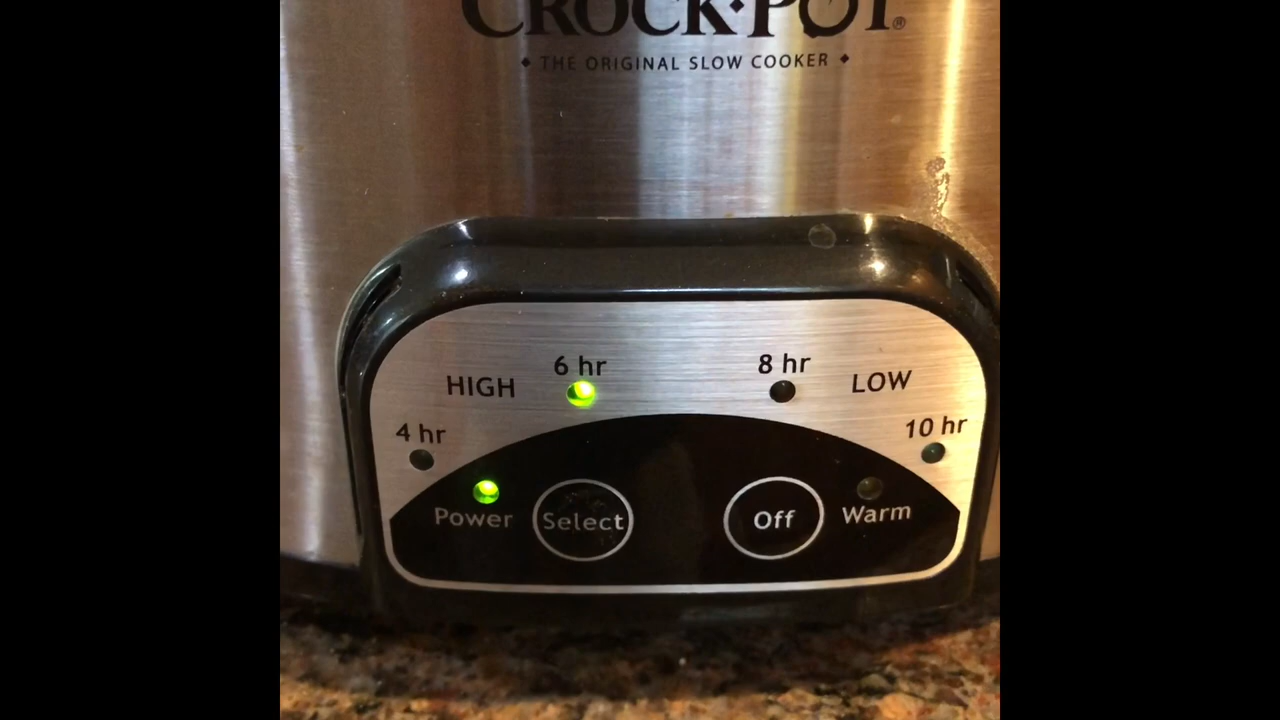 CROCK·POT®
◆ THE ORIGINAL SLOW COOKER ◆
6 hr 8 hr
HIGH LOW
4 hr 10 hr
Power Select Off Warm